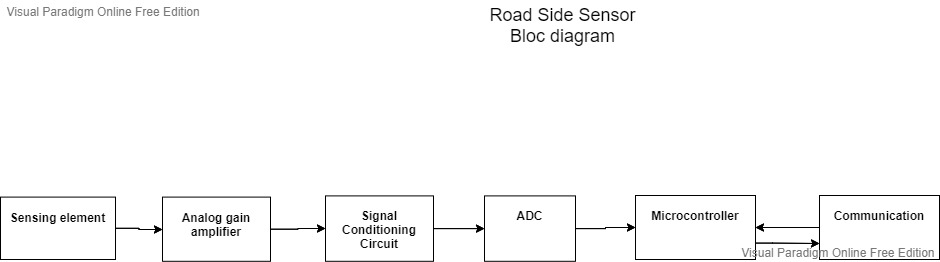 Visual Paradigm Online Free Edition
Road Side Sensor
Bloc diagram
Sensing element
Analog gain
amplifier
Signal
Conditioning
Circuit
ADC
Microcontroller
Communication
Visual Paradigm Online Free Edition